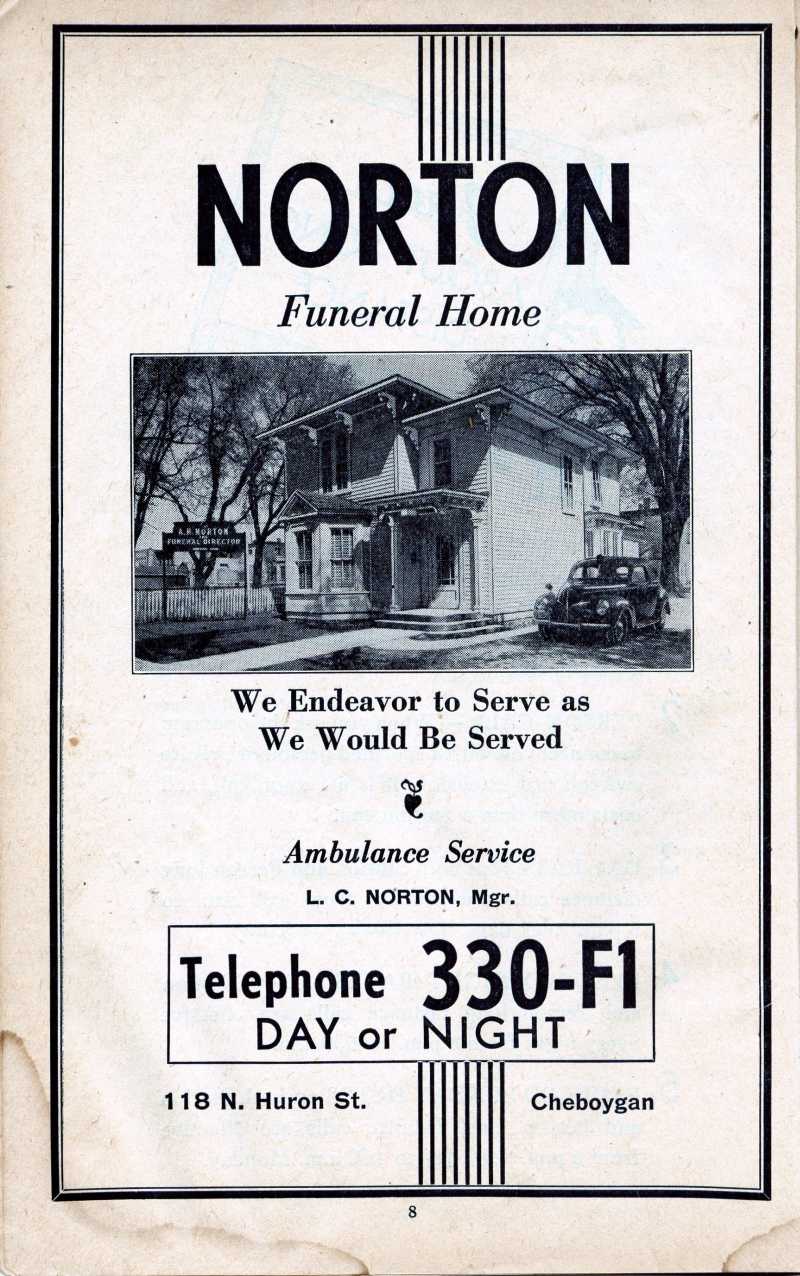 NORTON
Funeral Home
A. R. NORTON
FUNERAL DIRECTOR
We Endeavor to Serve as
We Would Be Served
Ambulance Service
L. C. NORTON, Mgr.
Telephone 330-F1
DAY or NIGHT
118 N. Huron St. Cheboygan
8